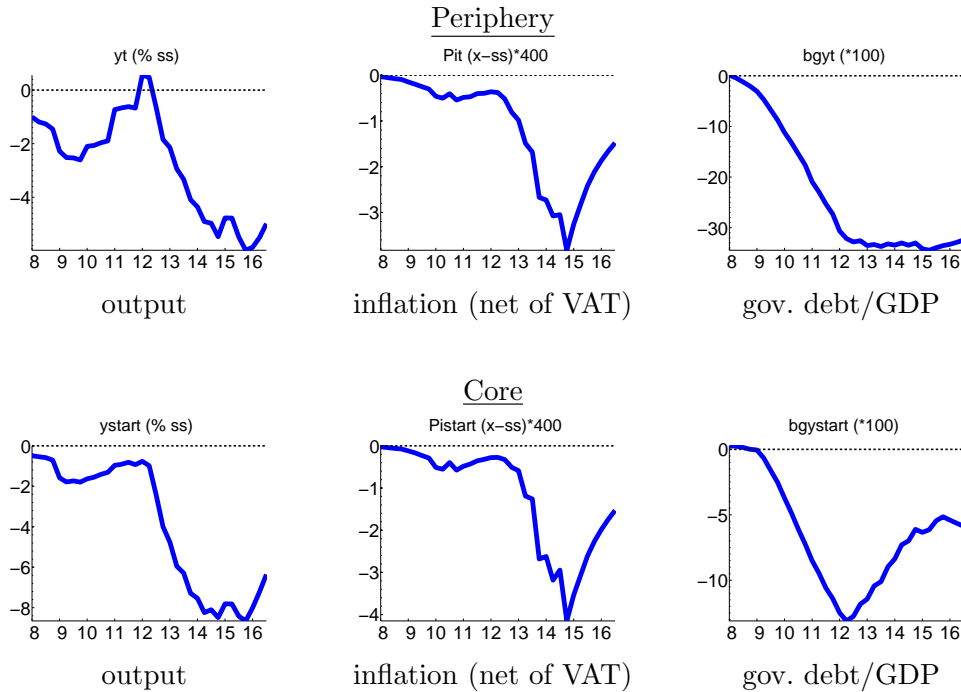 Periphery
yt (% ss)
Pit (x−ss)*400
bgyt (*100)
0
−2
−4
8 9 10 11 12 13 14 15 16
0
−1
−2
−3
8 9 10 11 12 13 14 15 16
0
−10
−20
−30
8 9 10 11 12 13 14 15 16
output
inflation (net of VAT)
gov. debt/GDP
Core
ystart (% ss)
Pistart (x−ss)*400
bgystart (*100)
0
−2
−4
−6
−8
8 9 10 11 12 13 14 15 16
0
−1
−2
−3
−4
8 9 10 11 12 13 14 15 16
0
−5
−10
8 9 10 11 12 13 14 15 16
output
inflation (net of VAT)
gov. debt/GDP